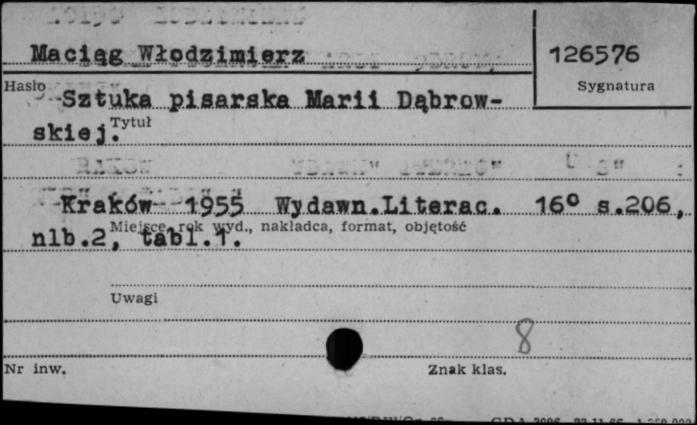 Maciąg Włodzimierz
126576
Hasło
Sygnatura
Sztuka pisarska Marii Dąbrow-
skiej.
Tytuł
Kraków 1955 Wydawn.Literac. 16° s.206,
nlb.2, tabl.1.
Miejsce, rok wyd., nakładca, format, objętość
Uwagi
8
Nr inw.
Znak klas.